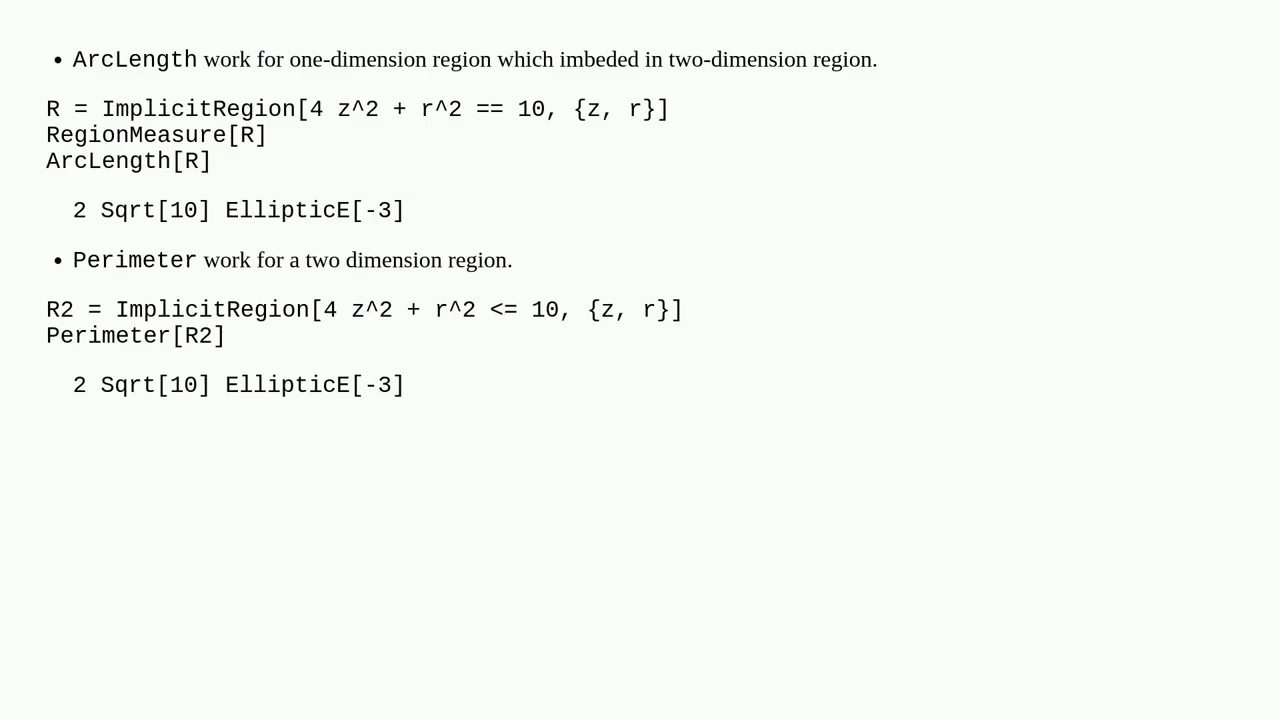 • ArcLength work for one-dimension region which imbeded in two-dimension region.
R = ImplicitRegion[4 z^2 + r^2 == 10, {z, r}]
RegionMeasure[R]
ArcLength[R]
2 Sqrt[10] EllipticE[-3]
• Perimeter work for a two dimension region.
R2 = ImplicitRegion[4 z^2 + r^2 <= 10, {z, r}]
Perimeter[R2]
2 Sqrt[10] EllipticE[-3]